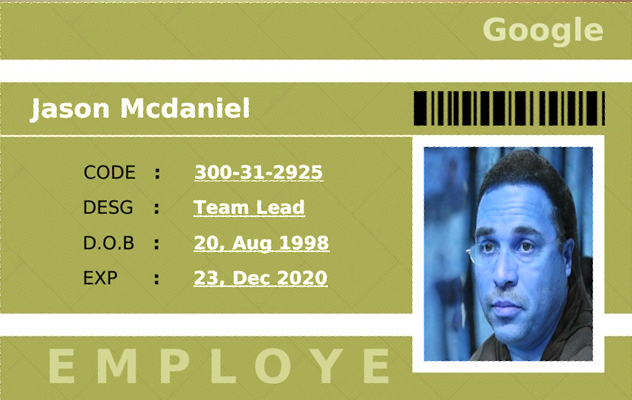 Google
Jason Mcdaniel
CODE : 300-31-2925
DESG : Team Lead
D.O.B : 20, Aug 1998
EXP : 23, Dec 2020
EMPLOYE